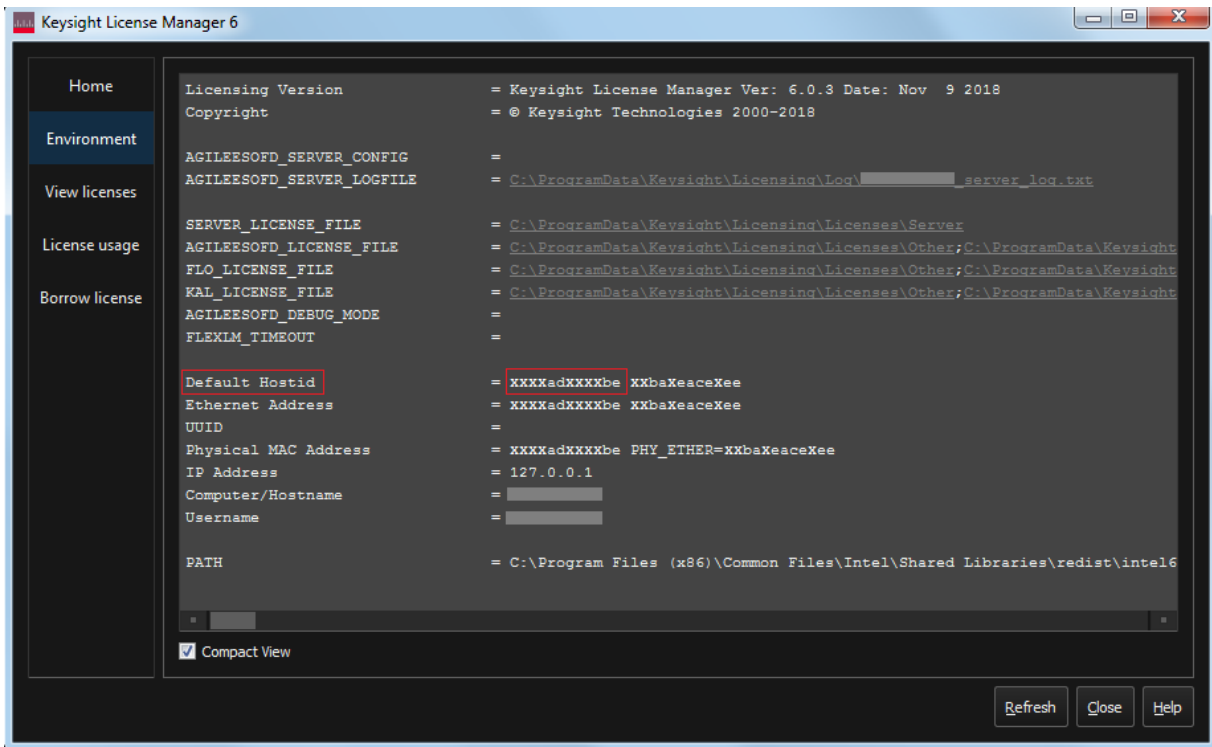 Keysight License Manager 6
Home
Environment
View licenses
License usage
Borrow license
Licensing Version = Keysight License Manager Ver: 6.0.3 Date: Nov 9 2018
Copyright = © Keysight Technologies 2000-2018
AGILEESOFD_SERVER_CONFIG =
AGILEESOFD_SERVER_LOGFILE = C:\ProgramData\Keysight\Licensing\Log\ _server_log.txt
SERVER_LICENSE_FILE = C:\ProgramData\Keysight\Licensing\Licenses\Server
AGILEESOFD_LICENSE_FILE = C:\ProgramData\Keysight\Licensing\Licenses\Other;C:\ProgramData\Keysight
FLO_LICENSE_FILE = C:\ProgramData\Keysight\Licensing\Licenses\Other;C:\ProgramData\Keysight
KAL_LICENSE_FILE = C:\ProgramData\Keysight\Licensing\Licenses\Other;C:\ProgramData\Keysight
AGILEESOFD_DEBUG_MODE =
FLEXLM_TIMEOUT =
Default Hostid = XXXXadXXXXbe XXbaXeaceXee
Ethernet Address = XXXXadXXXXbe XXbaXeaceXee
UUID =
Physical MAC Address = XXXXadXXXXbe PHY_ETHER=XXbaXeaceXee
IP Address = 127.0.0.1
Computer/Hostname =
Username =
PATH = C:\Program Files (x86)\Common Files\Intel\Shared Libraries\redist\intel6
Compact View
Refresh
Close
Help